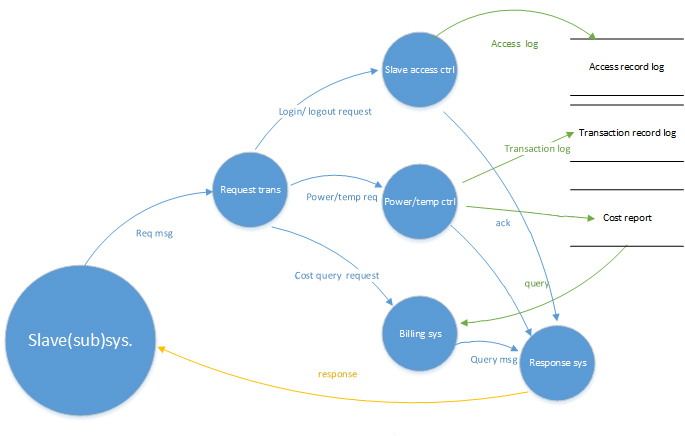 Access log
Slave access ctrl
Access record log
Login/ logout request
Transaction record log
Transaction log
Request trans
Power/temp req
Power/temp ctrl
Cost report
ack
Req msg
Cost query request
query
Slave(sub)sys.
Billing sys
Query msg
Response sys
response